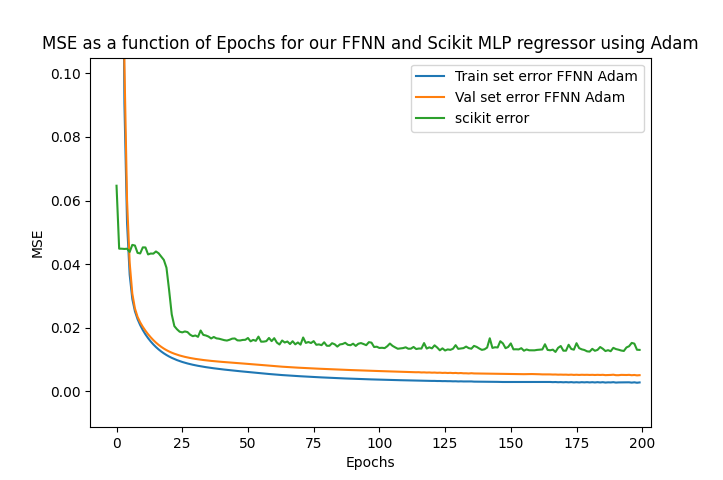 MSE as a function of Epochs for our FFNN and Scikit MLP regressor using Adam
Train set error FFNN Adam
Val set error FFNN Adam
scikit error
MSE
0.10
0.08
0.06
0.04
0.02
0.00
0 25 50 75 100 125 150 175 200
Epochs